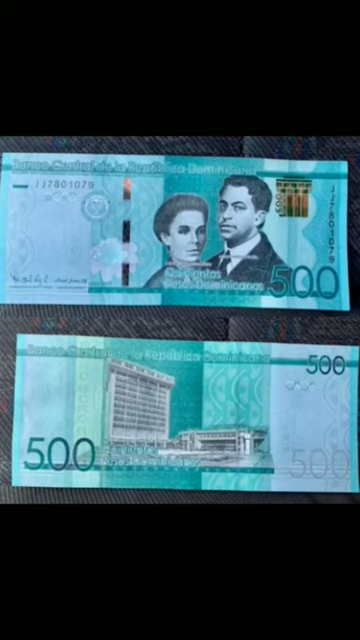 Banco Central de la República Dominicana
JJ7801079
JJ7801079
500
Quinientos
Pesos Dominicanos
500
Banco Central de la República Dominicana
500
500
500